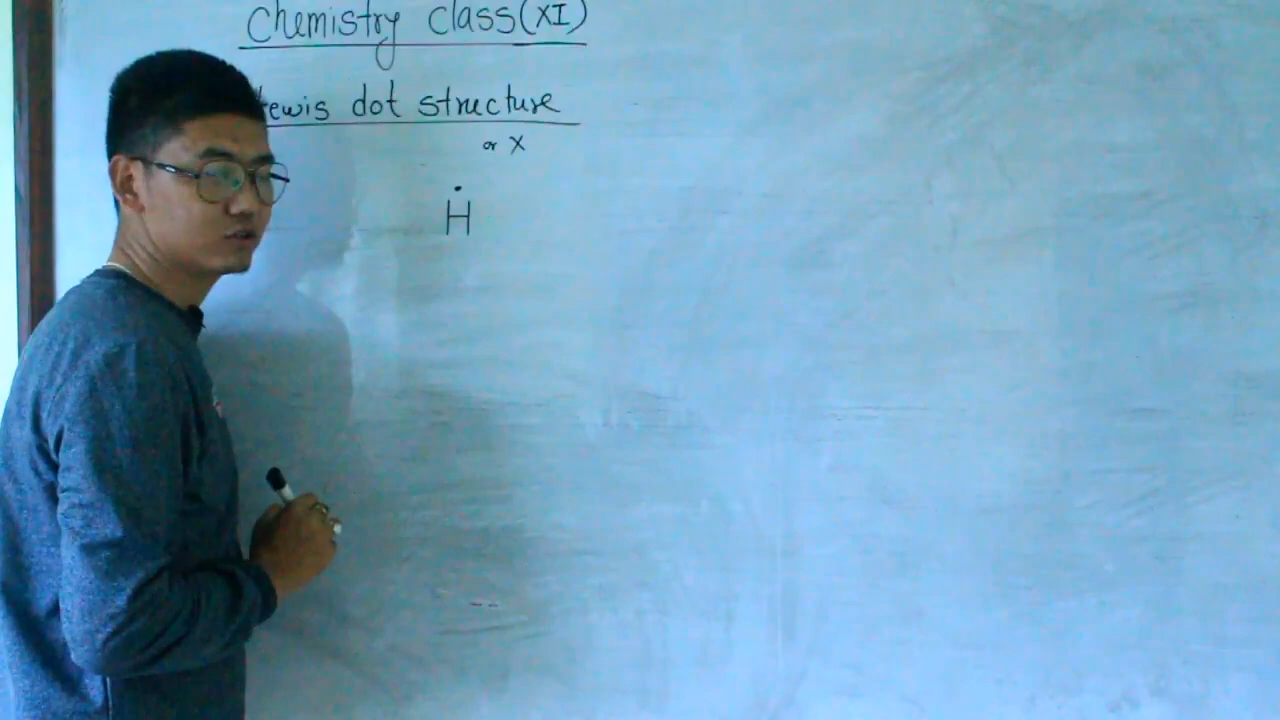 Chemistry class(XI)
Lewis dot structure
or X
H